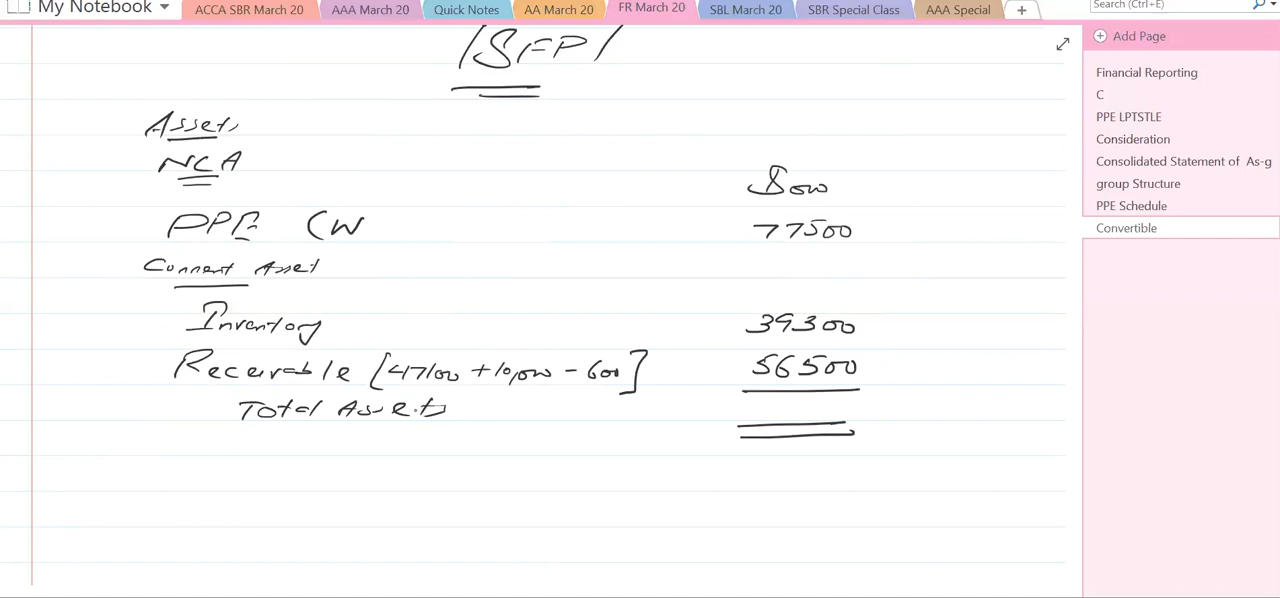 My Notebook
ACCA SBR March 20
AAA March 20
Quick Notes
AA March 20
FR March 20
SBL March 20
SBR Special Class
AAA Special
Search (Ctrl+E)
Add Page
Financial Reporting
C
PPE LPTSTLE
Consideration
Consolidated Statement of As-g
group Structure
PPE Schedule
Convertible
SFP
Assets
NCA
$000
PPE (W 77500
Current Asset
Inventory 39300
Receivable [47100 + 10,000 - 600] 56500
Total Assets